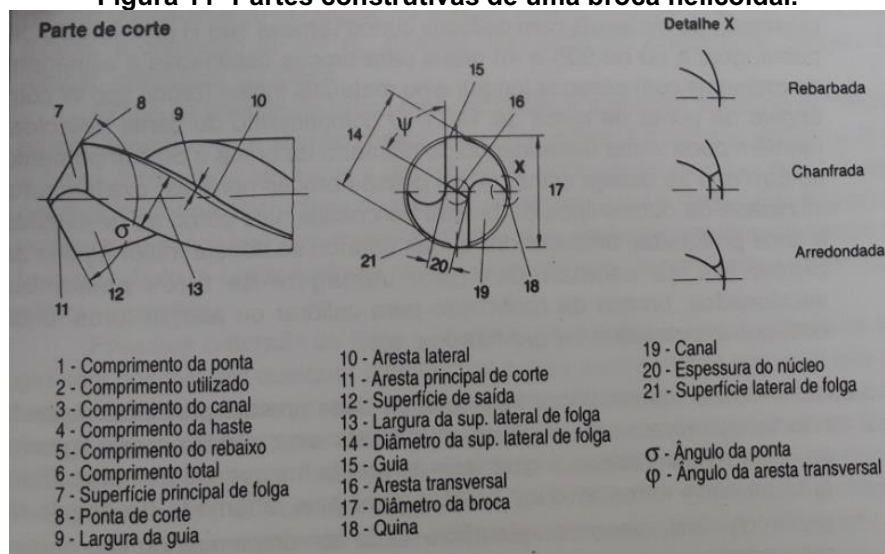 Figura 11- Partes construtivas de uma broca helicoidal.
Parte de corte
Detalhe X
7
8
9
10
σ
11
12
13
14
ψ
15
16
X
17
18
19
20
21
Rebarbada
Chanfrada
Arredondada
1 - Comprimento da ponta
2 - Comprimento utilizado
3 - Comprimento do canal
4 - Comprimento da haste
5 - Comprimento do rebaixo
6 - Comprimento total
7 - Superfície principal de folga
8 - Ponta de corte
9 - Largura da guia
10 - Aresta lateral
11 - Aresta principal de corte
12 - Superfície de saída
13 - Largura da sup. lateral de folga
14 - Diâmetro da sup. lateral de folga
15 - Guia
16 - Aresta transversal
17 - Diâmetro da broca
18 - Quina
19 - Canal
20 - Espessura do núcleo
21 - Superfície lateral de folga
σ - Ângulo da ponta
φ - Ângulo da aresta transversal